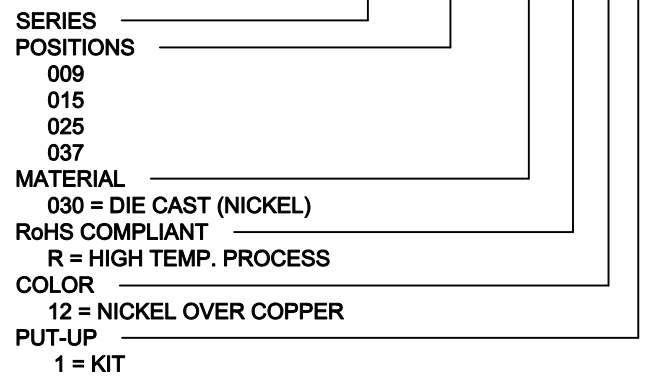 SERIES
POSITIONS
009
015
025
037
MATERIAL
030 = DIE CAST (NICKEL)
RoHS COMPLIANT
R = HIGH TEMP. PROCESS
COLOR
12 = NICKEL OVER COPPER
PUT-UP
1 = KIT